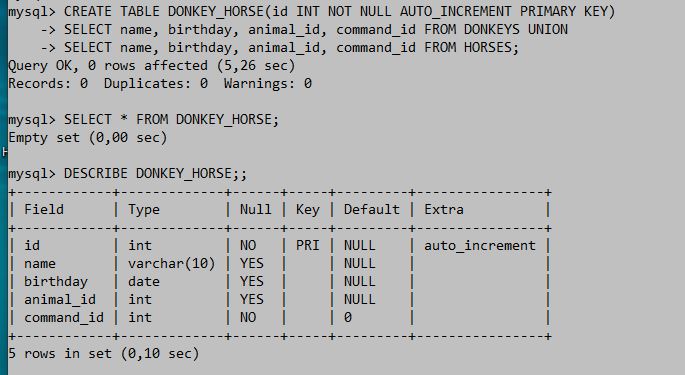 mysql> CREATE TABLE DONKEY_HORSE(id INT NOT NULL AUTO_INCREMENT PRIMARY KEY)
    -> SELECT name, birthday, animal_id, command_id FROM DONKEYS UNION
    -> SELECT name, birthday, animal_id, command_id FROM HORSES;
Query OK, 0 rows affected (5,26 sec)
Records: 0  Duplicates: 0  Warnings: 0

mysql> SELECT * FROM DONKEY_HORSE;
Empty set (0,00 sec)

mysql> DESCRIBE DONKEY_HORSE;;
+------------+-------------+------+-----+---------+----------------+
| Field      | Type        | Null | Key | Default | Extra          |
+------------+-------------+------+-----+---------+----------------+
| id         | int         | NO   | PRI | NULL    | auto_increment |
| name       | varchar(10) | YES  |     | NULL    |                |
| birthday   | date        | YES  |     | NULL    |                |
| animal_id  | int         | YES  |     | NULL    |                |
| command_id | int         | NO   |     | 0       |                |
+------------+-------------+------+-----+---------+----------------+
5 rows in set (0,10 sec)